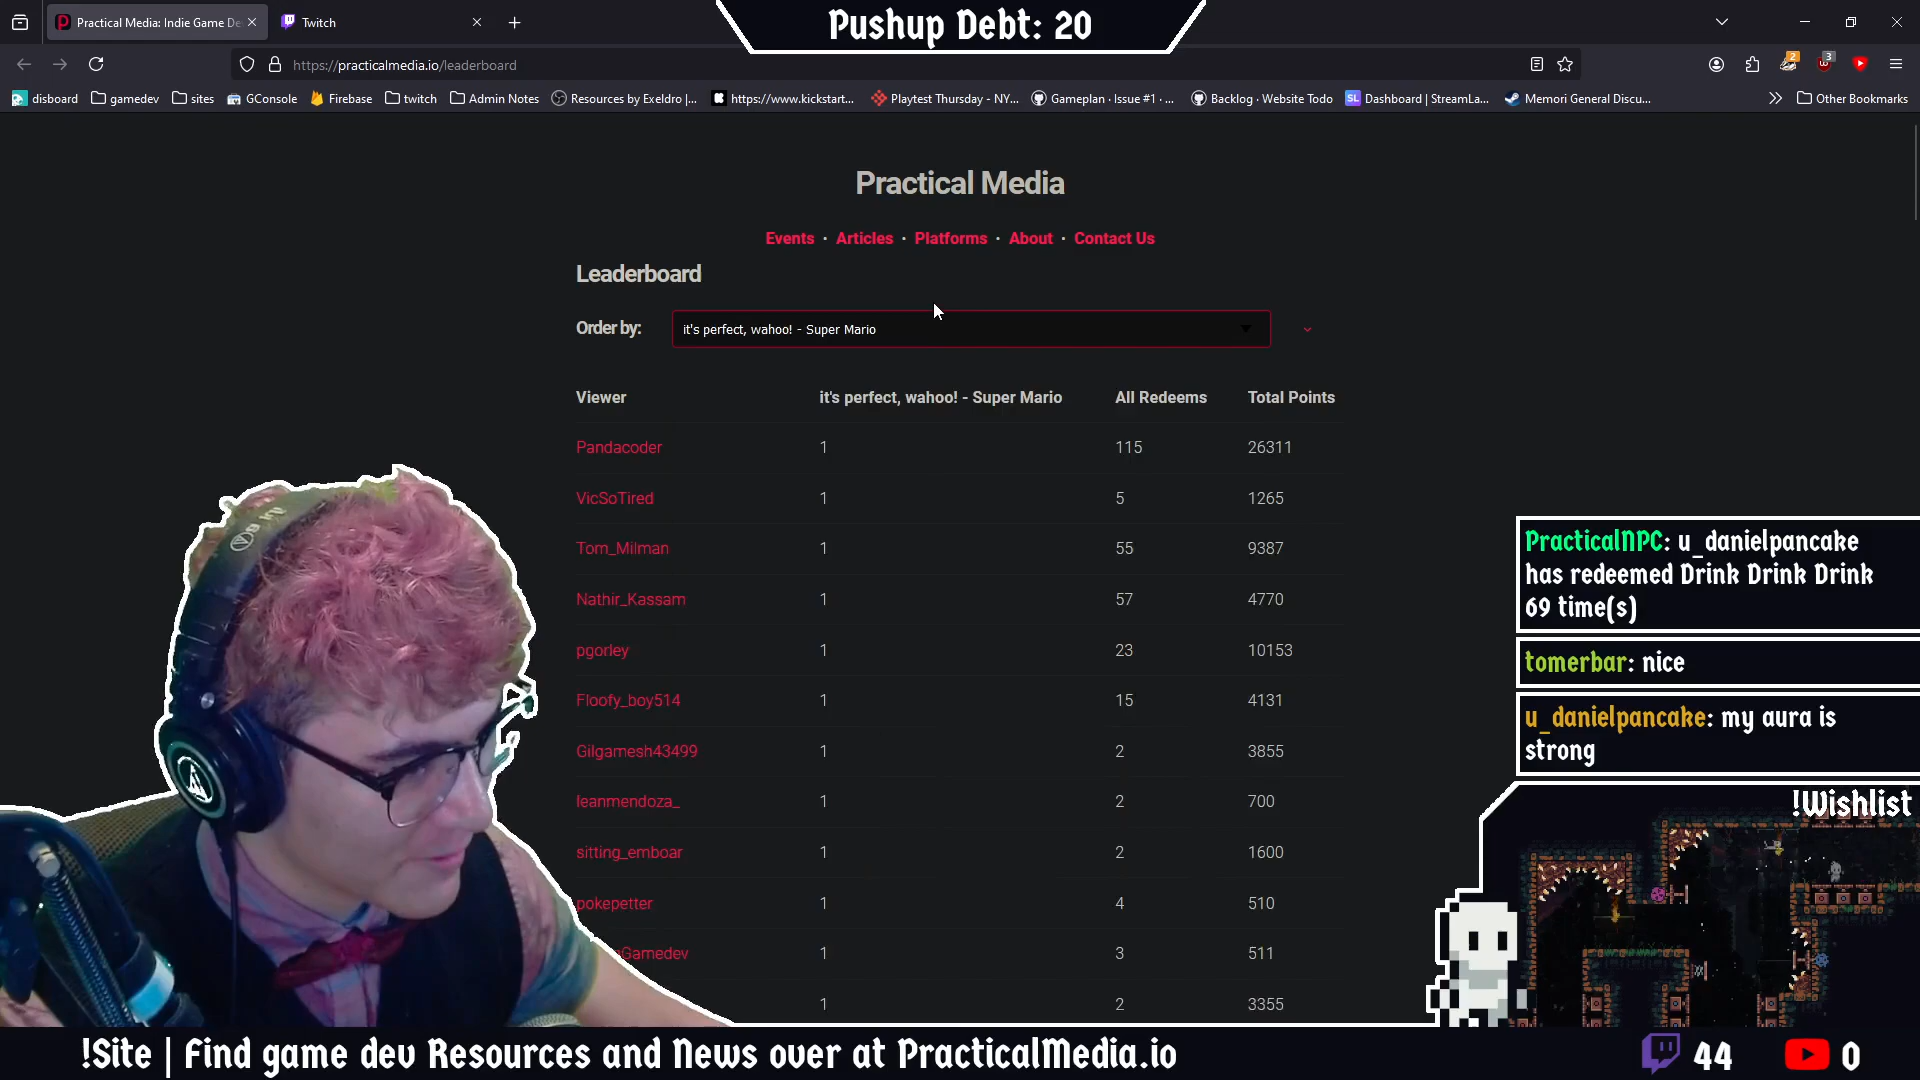 Practical Media: Indie Game De
Twitch
Pushup Debt: 20
https://practicalmedia.io/leaderboard
2
3
disboard
gamedev
sites
GConsole
Firebase
twitch
Admin Notes
Resources by Exeldro |...
https://www.kickstart...
Playtest Thursday - NY...
Gameplan · Issue #1 · ...
Backlog · Website Todo
SL
Dashboard | StreamLa...
Memori General Discu...
Other Bookmarks
Practical Media
Events · Articles · Platforms · About · Contact Us
Leaderboard
Order by: it's perfect, wahoo! - Super Mario
Viewer it's perfect, wahoo! - Super Mario All Redeems Total Points
Pandacoder 1 115 26311
VicSoTired 1 5 1265
Tom_Milman 1 55 9387
Nathir_Kassam 1 57 4770
pgorley 1 23 10153
Floofy_boy514 1 15 4131
Gilgamesh43499 1 2 3855
leanmendoza_ 1 2 700
sitting_emboar 1 2 1600
pokepetter 1 4 510
Gamedev 1 3 511
1 2 3355
PracticalNPC: u_danielpancake
has redeemed Drink Drink Drink
69 time(s)
tomerbar: nice
u_danielpancake: my aura is
strong
!Wishlist
!Site | Find game dev Resources and News over at PracticalMedia.io
44
0